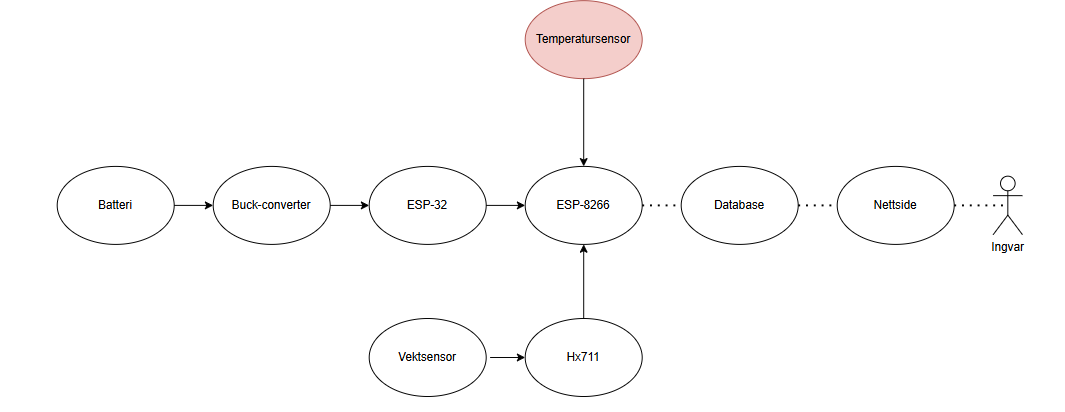 Temperatursensor
Batteri
Buck-converter
ESP-32
ESP-8266
Database
Nettside
Ingvar
Vektsensor
Hx711